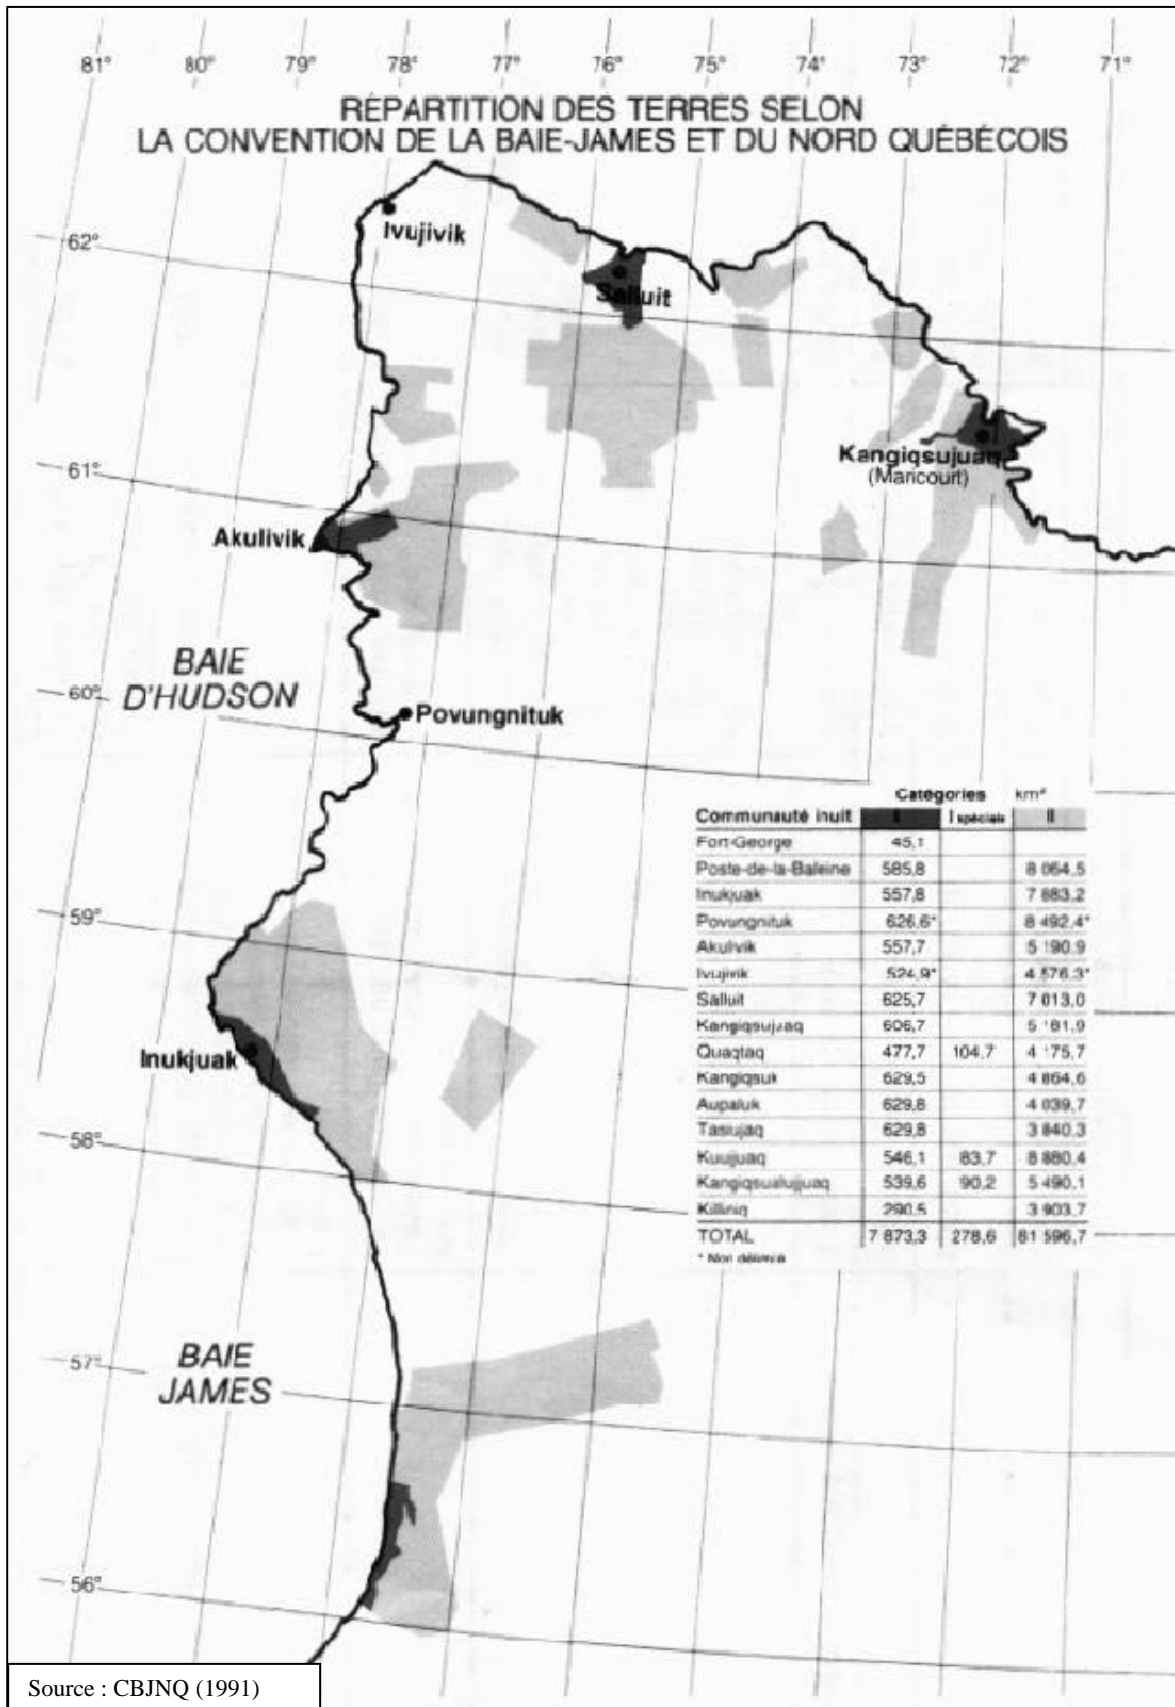 81° 80° 79° 78° 77° 76° 75° 74° 73° 72° 71°
RÉPARTITION DES TERRES SELON
LA CONVENTION DE LA BAIE-JAMES ET DU NORD QUÉBÉCOIS
Ivujivik
62°
Salluit
Kangiqsujuaq
(Maricourt)
61°
Akulivik
BAIE
D'HUDSON
60°
Povungnituk
Catégories km²
Communauté inuit I I spéciale II
Fort-George 45,1
Poste-de-la-Baleine 585,8 8 064,5
Inukjuak 557,8 7 883,2
Povungnituk 626,6* 8 492,4*
Akulivik 557,7 5 190,9
Ivujivik 524,9* 4 576,3*
Salluit 625,7 7 013,0
Kangiqsujuaq 606,7 5 181,9
Quaqtaq 477,7 104,7 4 175,7
Kangiqsuk 629,5 4 864,6
Aupaluk 629,8 4 039,7
Tasiujaq 629,8 3 840,3
Kuujjuaq 546,1 83,7 8 880,4
Kangiqsualujjuaq 539,6 90,2 5 490,1
Killiniq 290,5 3 903,7
TOTAL 7 873,3 278,6 81 596,7
* Non délimité
59°
Inukjuak
58°
57°
BAIE
JAMES
56°
Source : CBJNQ (1991)